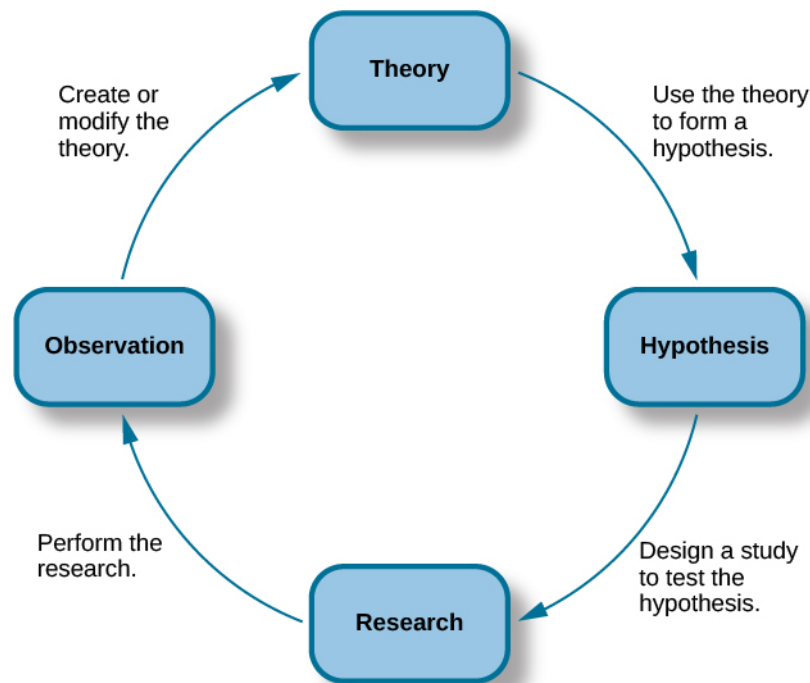 Theory
Create or
modify the
theory.
Use the theory
to form a
hypothesis.
Observation
Hypothesis
Perform the
research.
Design a study
to test the
hypothesis.
Research